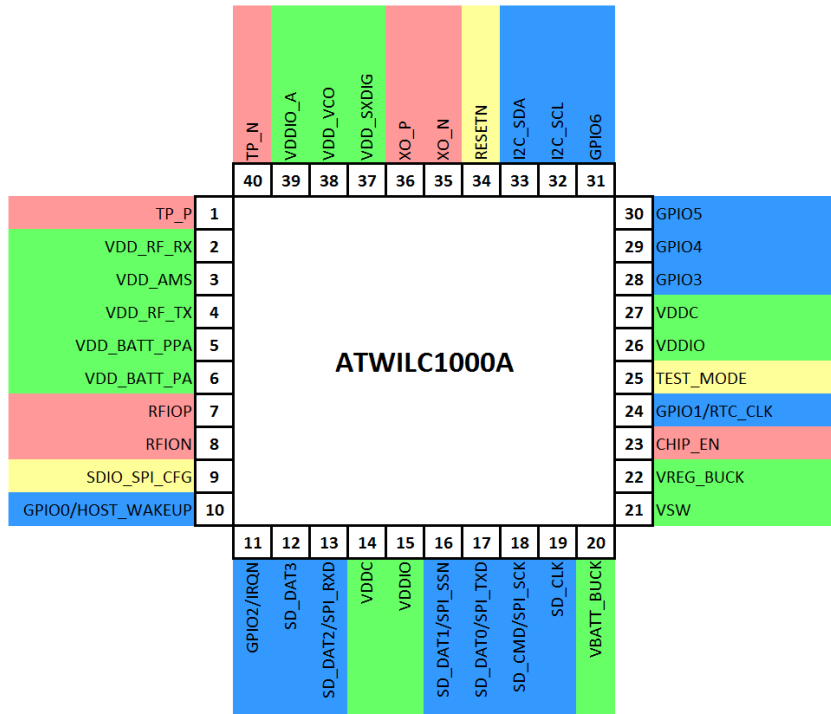 TP_N
VDDIO_A
VDD_VCO
VDD_SXDIG
XO_P
XO_N
RESETN
I2C_SDA
I2C_SCL
GPIO6
40 39 38 37 36 35 34 33 32 31
TP_P 1
VDD_RF_RX 2
VDD_AMS 3
VDD_RF_TX 4
VDD_BATT_PPA 5
VDD_BATT_PA 6
RFIOP 7
RFION 8
SDIO_SPI_CFG 9
GPIO0/HOST_WAKEUP 10
ATWILC1000A
30 GPIO5
29 GPIO4
28 GPIO3
27 VDDC
26 VDDIO
25 TEST_MODE
24 GPIO1/RTC_CLK
23 CHIP_EN
22 VREG_BUCK
21 VSW
11 12 13 14 15 16 17 18 19 20
GPIO2/IRQN
SD_DAT3
SD_DAT2/SPI_RXD
VDDC
VDDIO
SD_DAT1/SPI_SSN
SD_DAT0/SPI_TXD
SD_CMD/SPI_SCK
SD_CLK
VBATT_BUCK